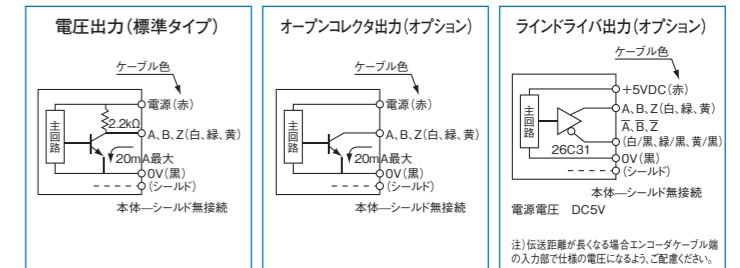 電圧出力(標準タイプ)
ケーブル色
主回路
2.2kΩ
電源(赤)
A、B、Z(白、緑、黄)
20mA最大
0V(黒)
(シールド)
本体―シールド無接続
オープンコレクタ出力(オプション)
ケーブル色
主回路
電源(赤)
A、B、Z(白、緑、黄)
20mA最大
0V(黒)
(シールド)
本体―シールド無接続
ラインドライバ出力(オプション)
ケーブル色
主回路
26C31
+5VDC(赤)
A、B、Z(白、緑、黄)
A̅、B̅、Z̅
(白/黒、緑/黒、黄/黒)
0V(黒)
(シールド)
本体―シールド無接続
電源電圧 DC5V
注)伝送距離が長くなる場合エンコーダケーブル端
の入力部で仕様の電圧になるよう、ご配慮ください。